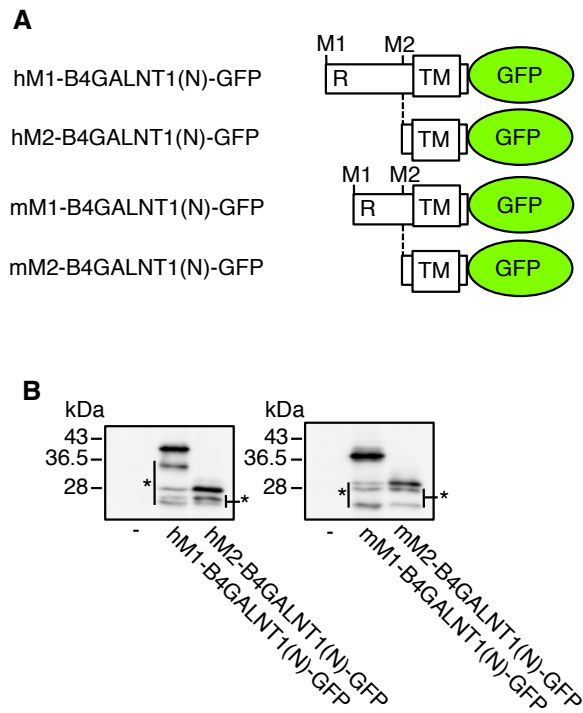 A
M1 M2
hM1-B4GALNT1(N)-GFP R TM GFP
hM2-B4GALNT1(N)-GFP TM GFP
M1 M2
mM1-B4GALNT1(N)-GFP R TM GFP
mM2-B4GALNT1(N)-GFP TM GFP
B
kDa
43
36.5
28
*
*
-
hM1-B4GALNT1(N)-GFP
hM2-B4GALNT1(N)-GFP
kDa
43
36.5
28
*
*
-
mM1-B4GALNT1(N)-GFP
mM2-B4GALNT1(N)-GFP